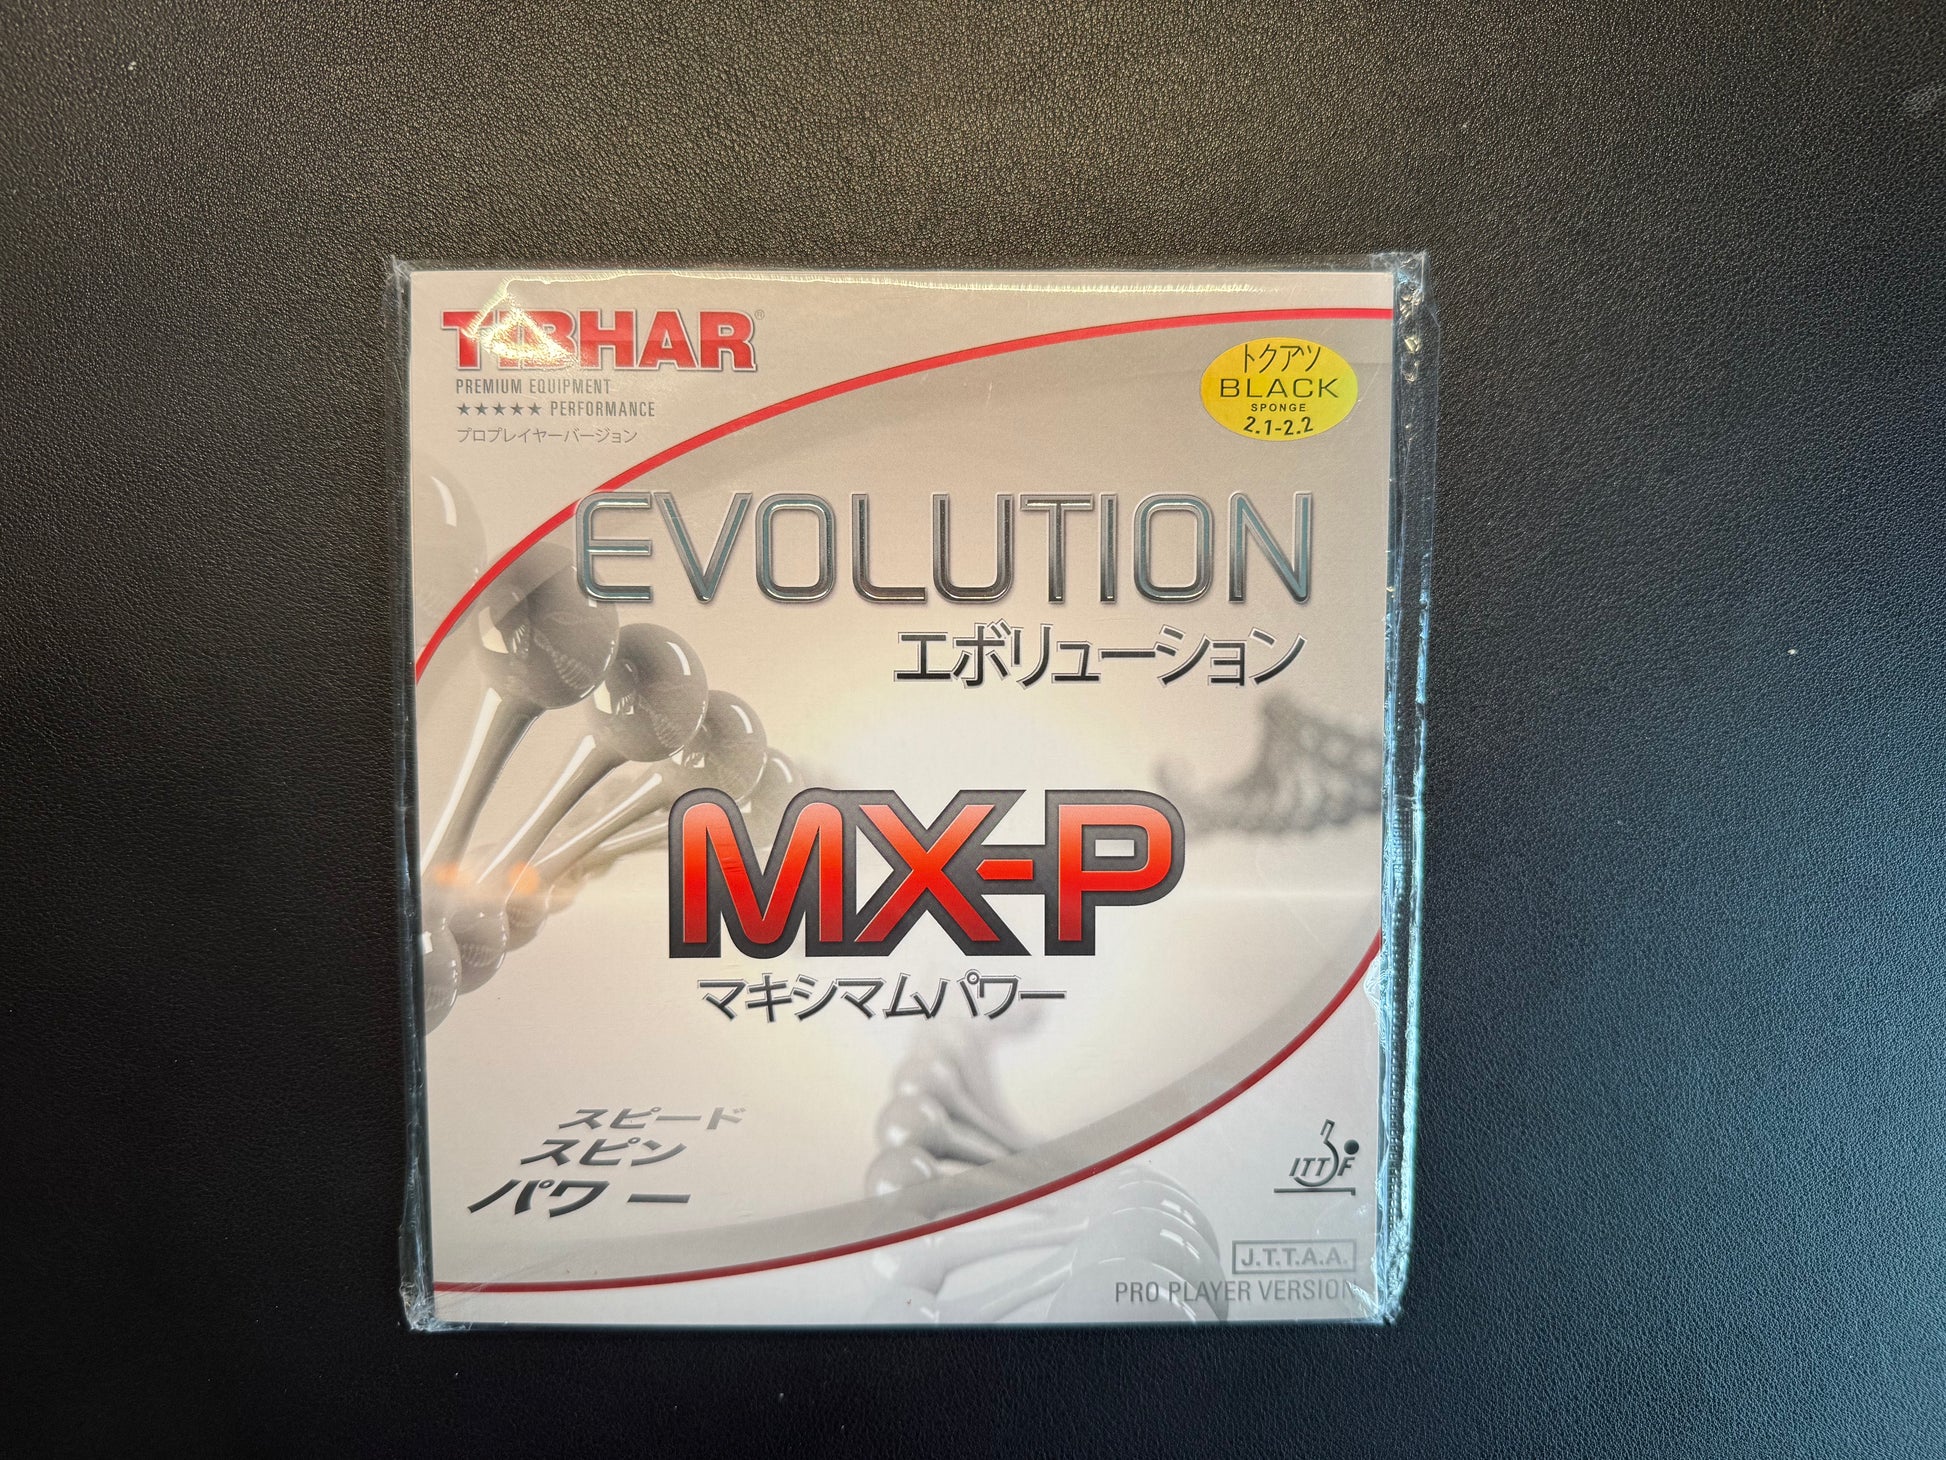 TIBHAR®
PREMIUM EQUIPMENT
★★★★★ PERFORMANCE
プロプレイヤーバージョン
トクアツ
BLACK
SPONGE
2.1-2.2
EVOLUTION
エボリューション
MX-P
マキシマムパワー
スピード
スピン
パワー
ITTF
J.T.T.A.A.
PRO PLAYER VERSION